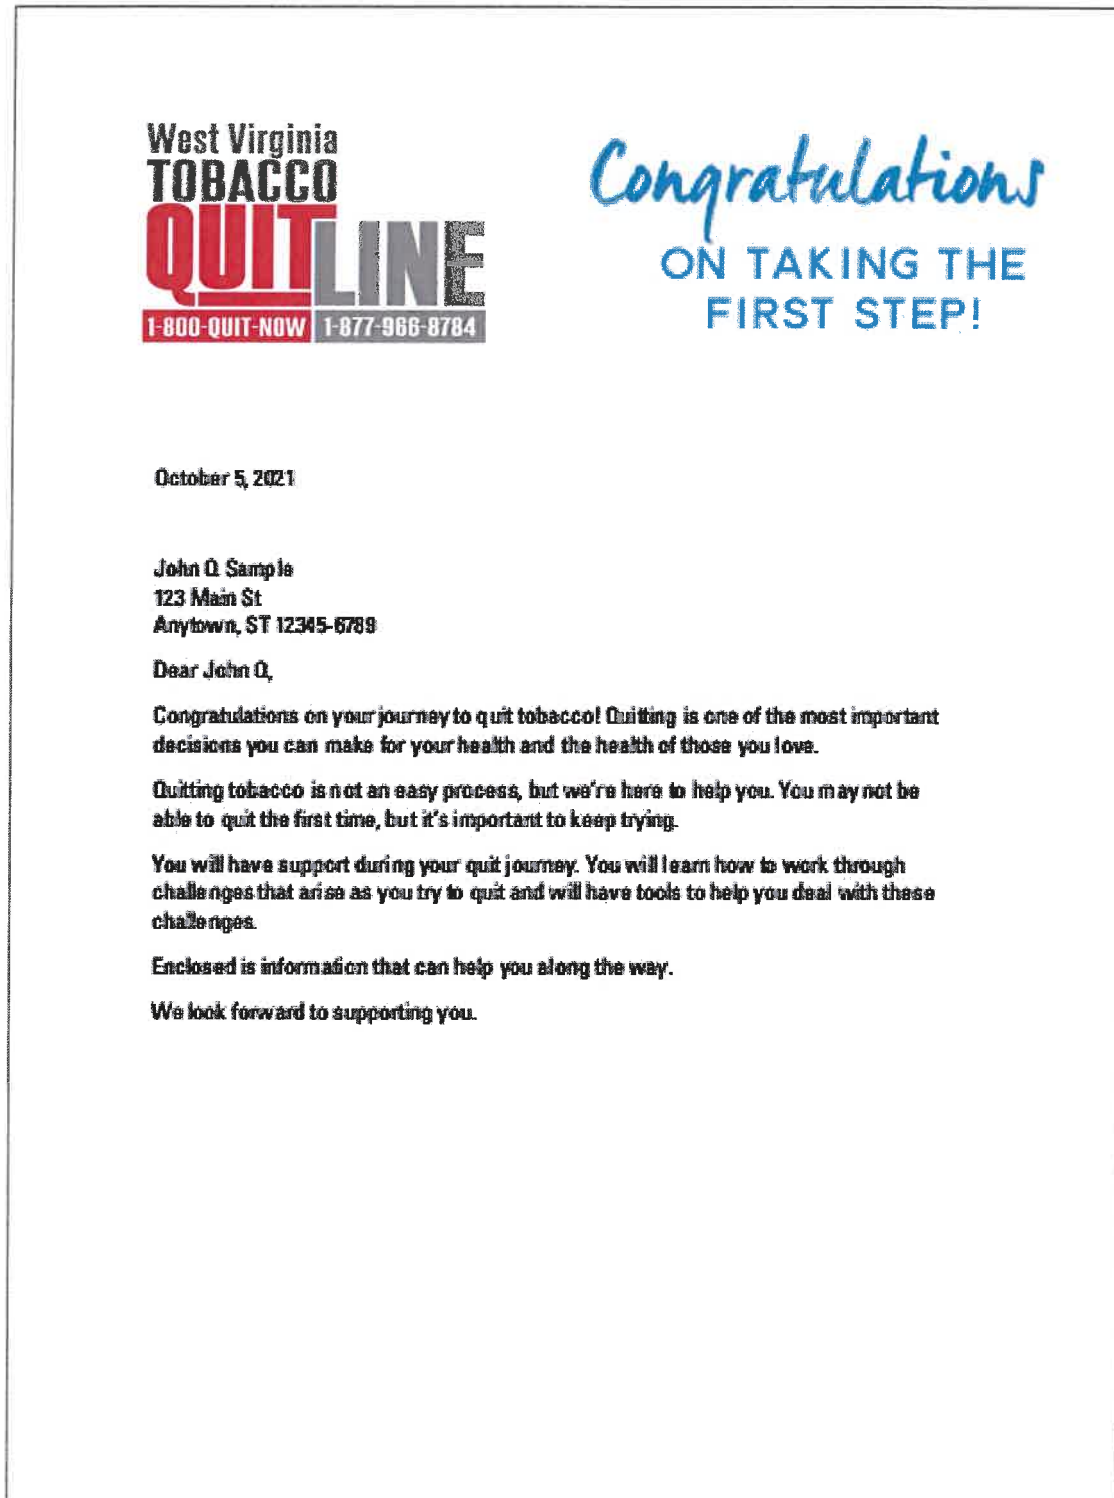 West Virginia
TOBACCO
QUITLINE
1-800-QUIT-NOW 1-877-966-8784
Congratulations
ON TAKING THE
FIRST STEP!
October 5, 2021
John Q Sample
123 Main St
Anytown, ST 12345-6789
Dear John Q,
Congratulations on your journey to quit tobacco! Quitting is one of the most important
decisions you can make for your health and the health of those you love.
Quitting tobacco is not an easy process, but we're here to help you. You may not be
able to quit the first time, but it's important to keep trying.
You will have support during your quit journey. You will learn how to work through
challenges that arise as you try to quit and will have tools to help you deal with these
challenges.
Enclosed is information that can help you along the way.
We look forward to supporting you.